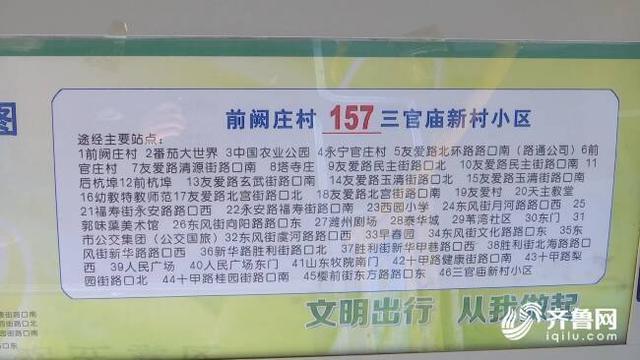 图
前阙庄村 157 三官庙新村小区
途经主要站点：
1前阙庄村 2番茄大世界 3中国农业公园 4永宁官庄村 5友爱路北环路路口南（路通公司）6前
官庄村 7友爱路清源街路口南 8塔寺庄 9友爱路民主街路口北 10友爱路民主街路口南 11
后杭埠12前杭埠 13友爱路玄武街路口南 14友爱路玉清街路口北 15友爱路玉清街路口南
16幼教特教师范17友爱路北宫街路口北 18友爱路北宫街路口南 19友爱村 20天主教堂
21福寿街永安路路口西 22永安路福寿街路口南 23西园小学 24东风街月河路路口西 25
郭味蕖美术馆 26东风街向阳路路口东 27潍州剧场 28泰华城 29苇湾社区 30东门 31
市公交集团（公交国旅）32东风街虞河路路口西 33早春园 34东风街文化路路口东 35东
风街新华路路口西 36新华路胜利街路口北 37胜利街新华甲巷路口西 38胜利街北海路路口
西 39人民广场 40人民广场东门 41山东牧院南门 42十甲路健康街路口南 43十甲路梨
园街路口北 44十甲路桂园街路口南 45樱前街东方路路口东 46三官庙新村小区
文明出行 从我做起
齐鲁网
iqilu.com